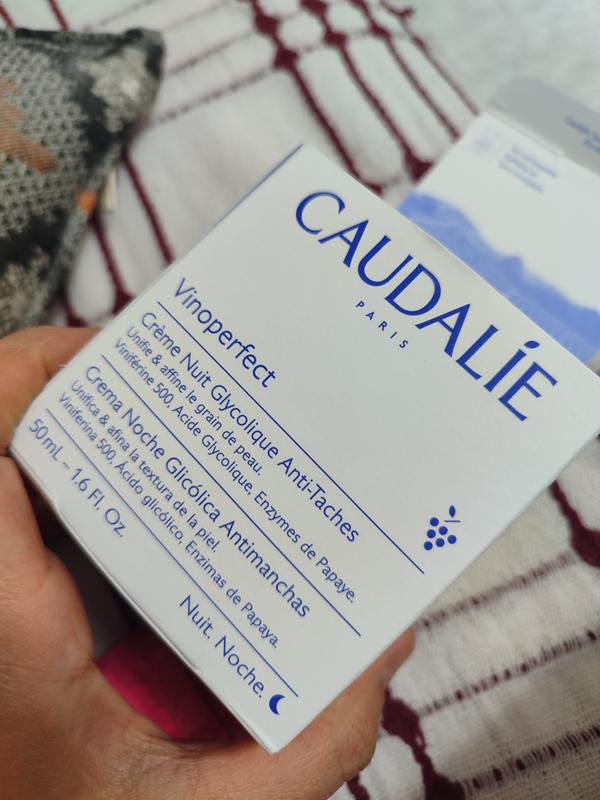 CAUDALÍE
PARIS
Vinoperfect
Crème Nuit Glycolique Anti-Taches
Unifie & affine le grain de peau.
Viniférine 500, Acide Glycolique, Enzymes de Papaye.
Crema Noche Glicólica Antimanchas
Unifica & afina la textura de la piel.
Viniferina 500, Ácido glicólico, Enzimas de Papaya.
50mL – 1.6 Fl. Oz.
Nuit. Noche.